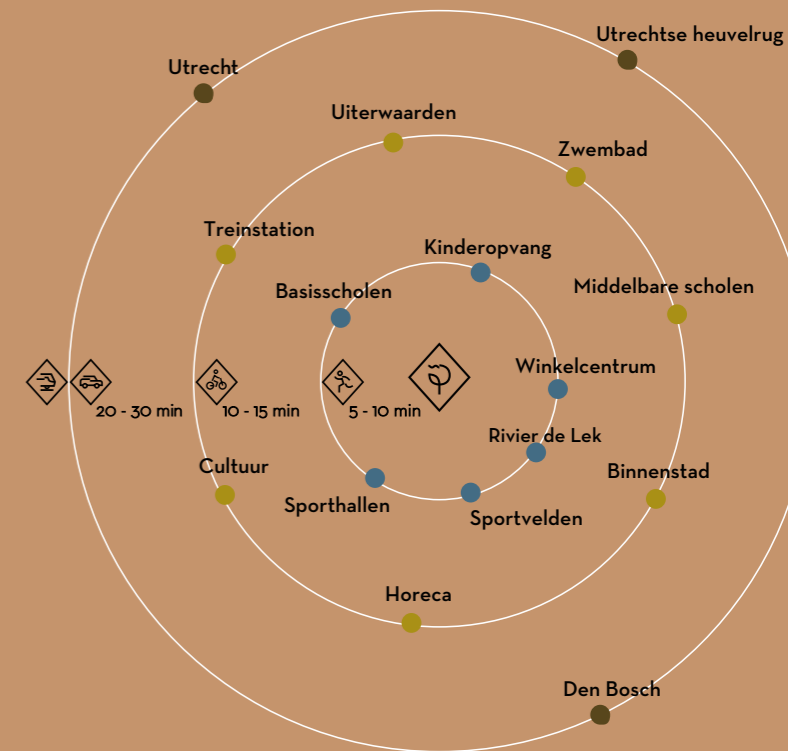 Utrechtse heuvelrug
Utrecht
Uiterwaarden
Zwembad
Treinstation
Kinderopvang
Basisscholen
Middelbare scholen
Winkelcentrum
20 - 30 min
10 - 15 min
5 - 10 min
Rivier de Lek
Cultuur
Binnenstad
Sporthallen
Sportvelden
Horeca
Den Bosch